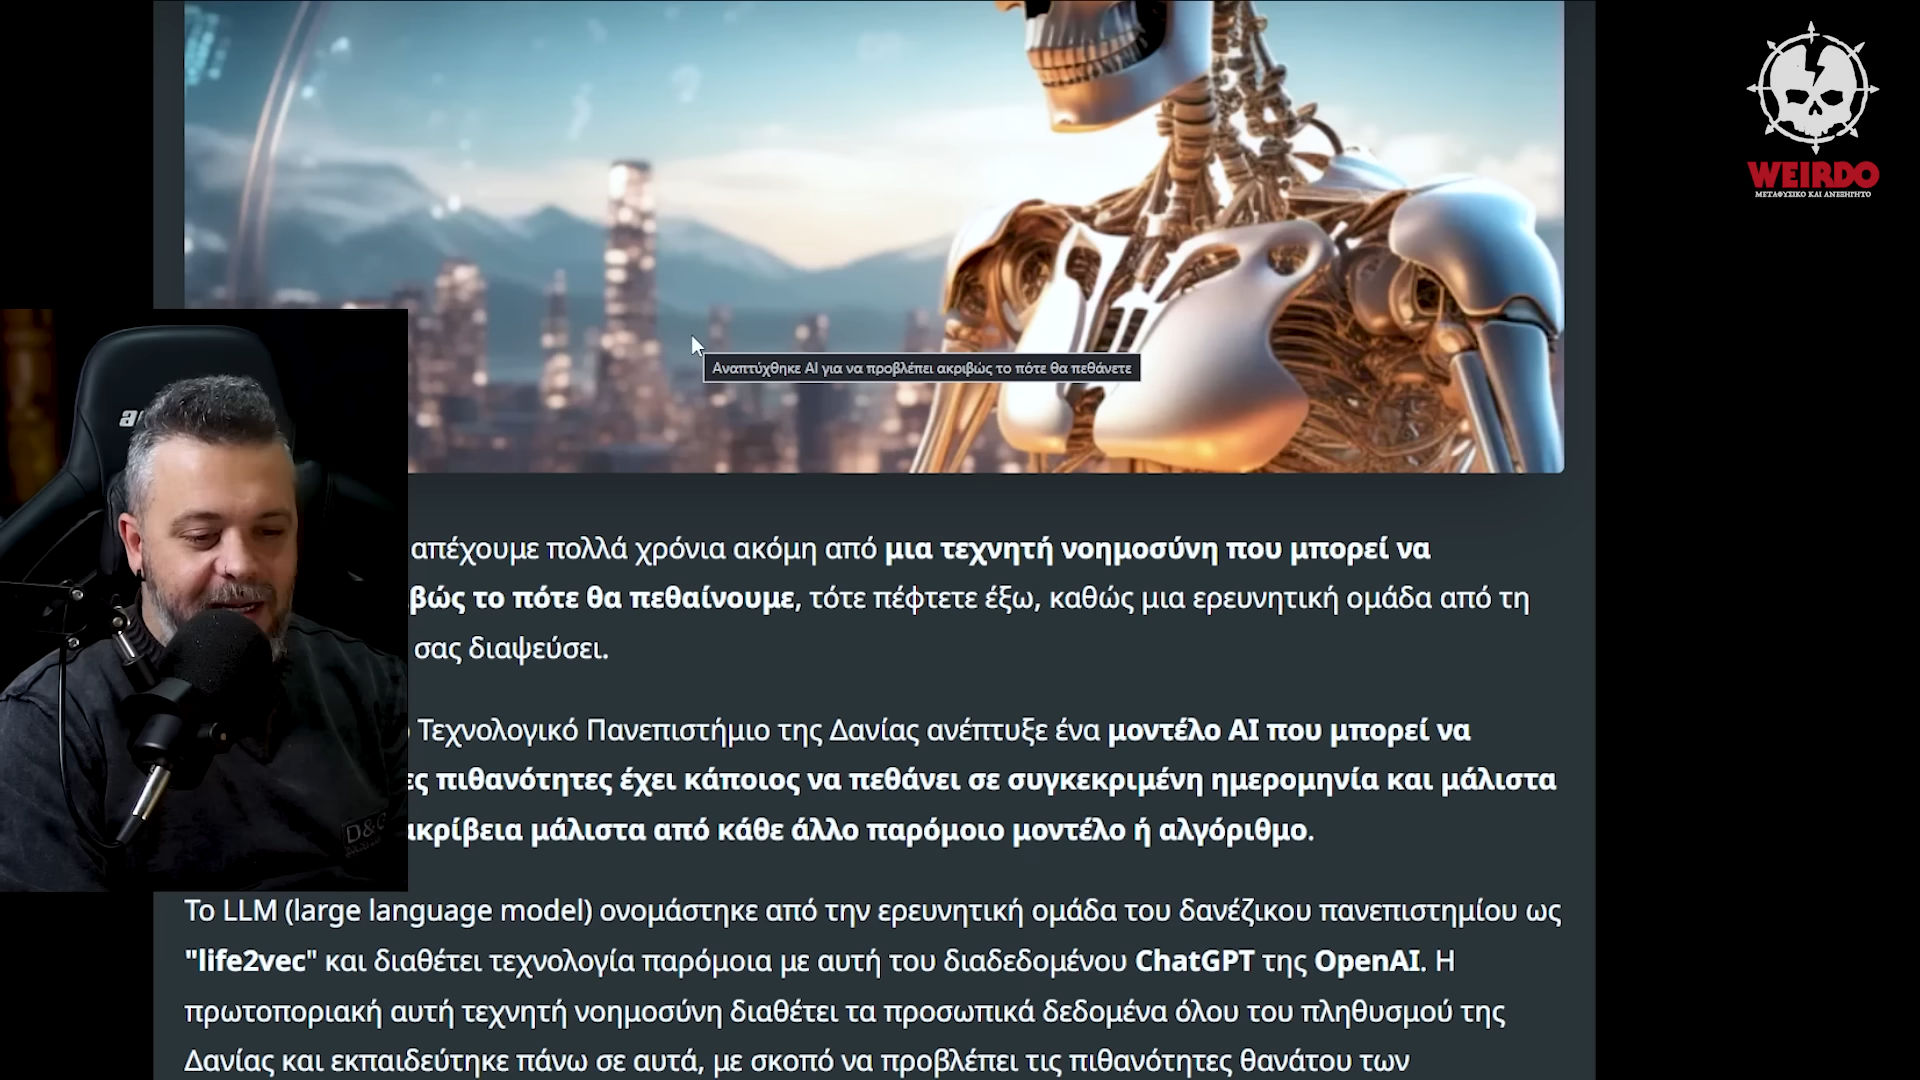 WEIRDO
ΜΕΤΑΦΥΣΙΚΟ ΚΑΙ ΑΝΕΞΗΓΗΤΟ
Αναπτύχθηκε AI για να προβλέπει ακριβώς το πότε θα πεθάνετε
απέχουμε πολλά χρόνια ακόμη από μια τεχνητή νοημοσύνη που μπορεί να
βώς το πότε θα πεθαίνουμε, τότε πέφτετε έξω, καθώς μια ερευνητική ομάδα από τη
σας διαψεύσει.
Τεχνολογικό Πανεπιστήμιο της Δανίας ανέπτυξε ένα μοντέλο AI που μπορεί να
ες πιθανότητες έχει κάποιος να πεθάνει σε συγκεκριμένη ημερομηνία και μάλιστα
ακρίβεια μάλιστα από κάθε άλλο παρόμοιο μοντέλο ή αλγόριθμο.
D&G
Το LLM (large language model) ονομάστηκε από την ερευνητική ομάδα του δανέζικου πανεπιστημίου ως
"life2vec" και διαθέτει τεχνολογία παρόμοια με αυτή του διαδεδομένου ChatGPT της OpenAI. Η
πρωτοποριακή αυτή τεχνητή νοημοσύνη διαθέτει τα προσωπικά δεδομένα όλου του πληθυσμού της
Δανίας και εκπαιδεύτηκε πάνω σε αυτά, με σκοπό να προβλέπει τις πιθανότητες θανάτου των